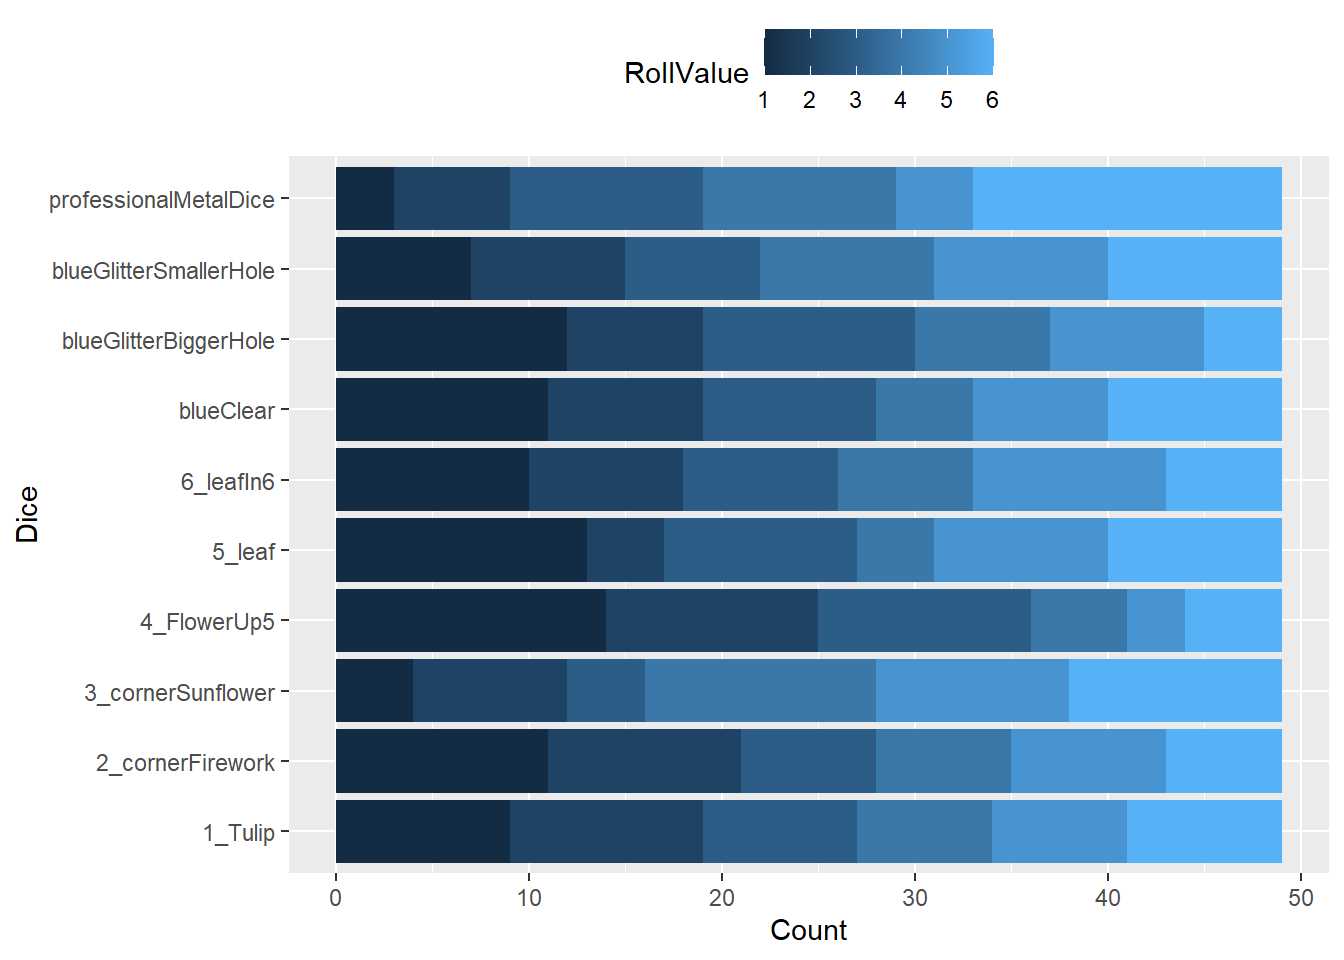 RollValue
1 2 3 4 5 6
professionalMetalDice
blueGlitterSmallerHole
blueGlitterBiggerHole
blueClear
6_leafIn6
5_leaf
4_FlowerUp5
3_cornerSunflower
2_cornerFirework
1_Tulip
Dice
0 10 20 30 40 50
Count